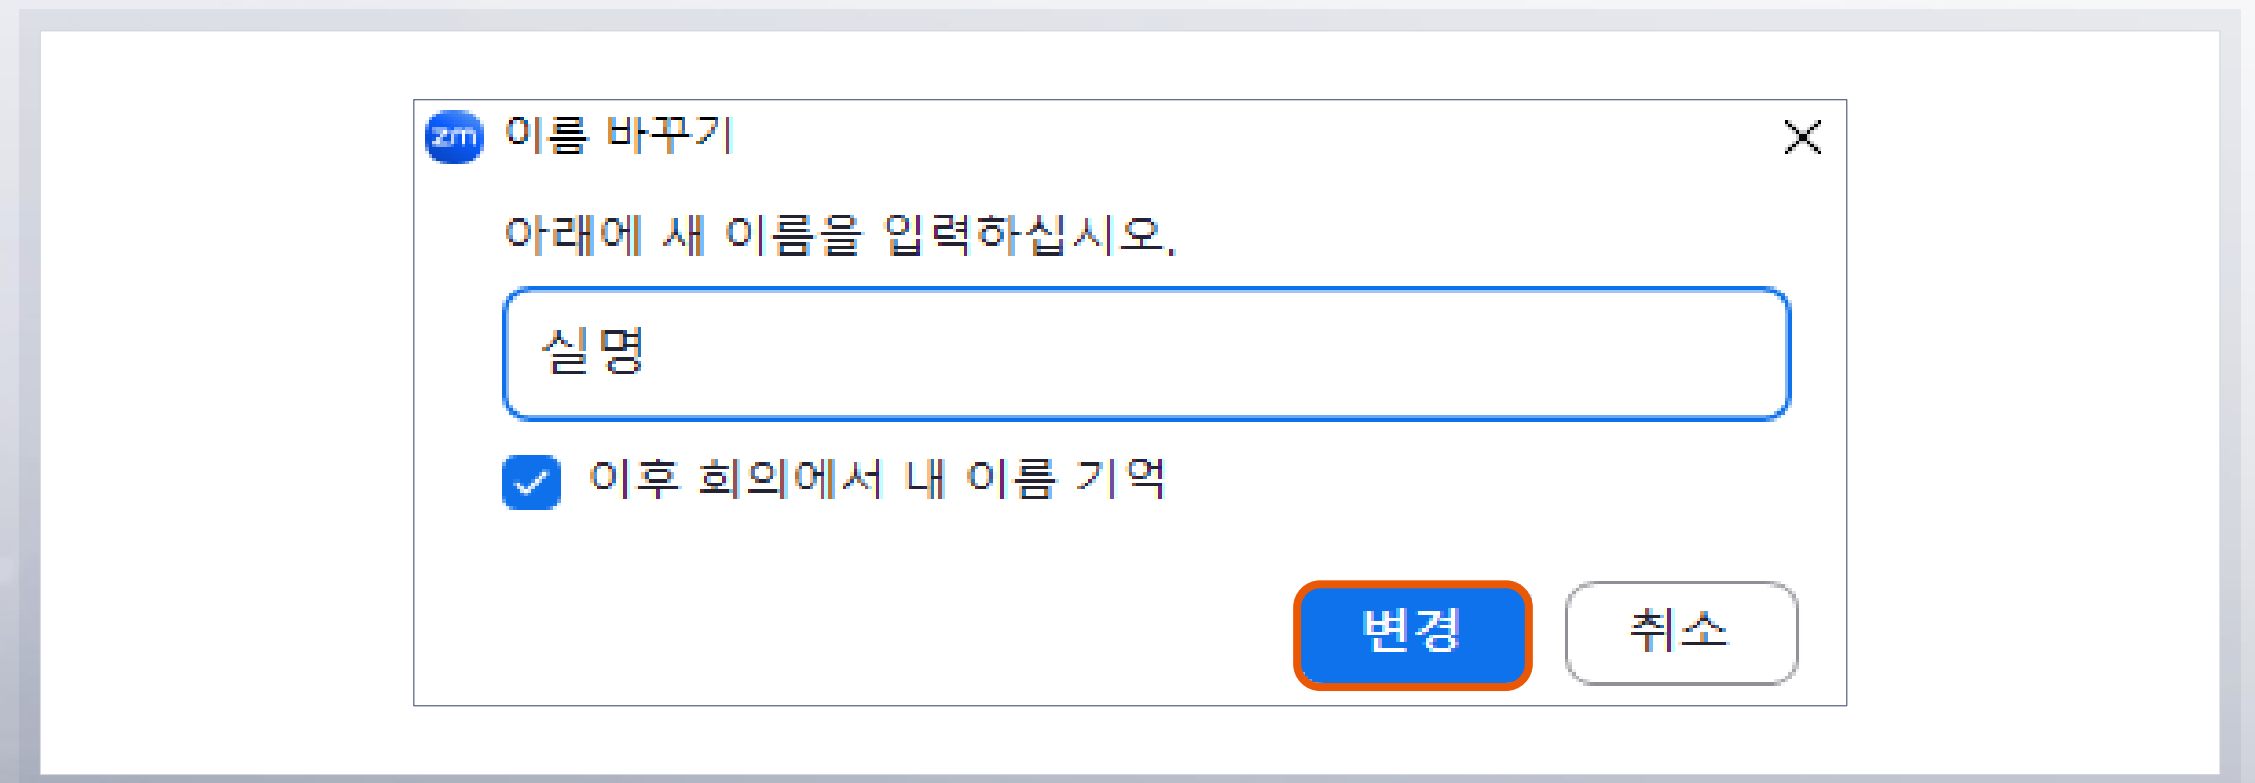 zm 이름 바꾸기
아래에 새 이름을 입력하십시오.
실명
이후 회의에서 내 이름 기억
변경 취소